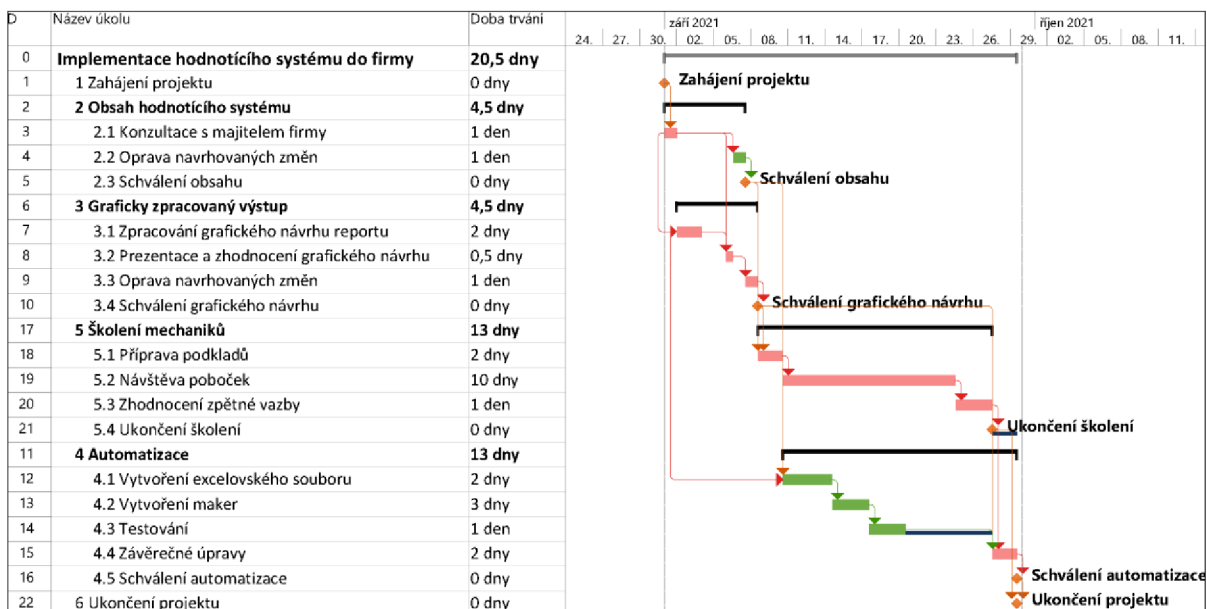 D Název úkolu Doba trvání září 2021 říjen 2021
24. 27. 30. 02. 05. 08. 11. 14. 17. 20. 23. 26. 29. 02. 05. 08. 11.
0 Implementace hodnotícího systému do firmy 20,5 dny
1 1 Zahájení projektu 0 dny Zahájení projektu
2 2 Obsah hodnotícího systému 4,5 dny
3 2.1 Konzultace s majitelem firmy 1 den
4 2.2 Oprava navrhovaných změn 1 den
5 2.3 Schválení obsahu 0 dny Schválení obsahu
6 3 Graficky zpracovaný výstup 4,5 dny
7 3.1 Zpracování grafického návrhu reportu 2 dny
8 3.2 Prezentace a zhodnocení grafického návrhu 0,5 dny
9 3.3 Oprava navrhovaných změn 1 den
10 3.4 Schválení grafického návrhu 0 dny Schválení grafického návrhu
17 5 Školení mechaniků 13 dny
18 5.1 Příprava podkladů 2 dny
19 5.2 Návštěva poboček 10 dny
20 5.3 Zhodnocení zpětné vazby 1 den
21 5.4 Ukončení školení 0 dny Ukončení školení
11 4 Automatizace 13 dny
12 4.1 Vytvoření excelovského souboru 2 dny
13 4.2 Vytvoření maker 3 dny
14 4.3 Testování 1 den
15 4.4 Závěrečné úpravy 2 dny
16 4.5 Schválení automatizace 0 dny Schválení automatizace
22 6 Ukončení projektu 0 dny Ukončení projektu